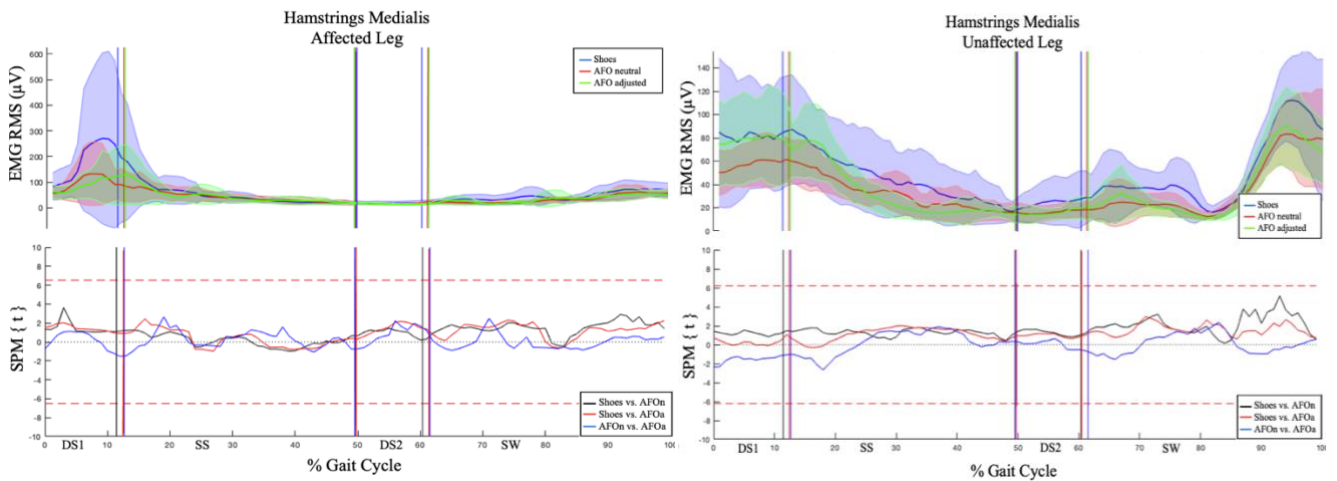 Hamstrings Medialis
Affected Leg
EMG RMS (µV)
600
500
400
300
200
100
0
Shoes
AFO neutral
AFO adjusted
SPM { t }
10
8
6
4
2
0
-2
-4
-6
-8
-10
Shoes vs. AFOn
Shoes vs. AFOa
AFOn vs. AFOa
0 10 20 30 40 50 60 70 80 90 100
DS1 SS DS2 SW
% Gait Cycle
Hamstrings Medialis
Unaffected Leg
EMG RMS (µV)
140
120
100
80
60
40
20
0
Shoes
AFO neutral
AFO adjusted
SPM { t }
10
8
6
4
2
0
-2
-4
-6
-8
-10
Shoes vs. AFOn
Shoes vs. AFOa
AFOn vs. AFOa
0 10 20 30 40 50 60 70 80 90 100
DS1 SS DS2 SW
% Gait Cycle